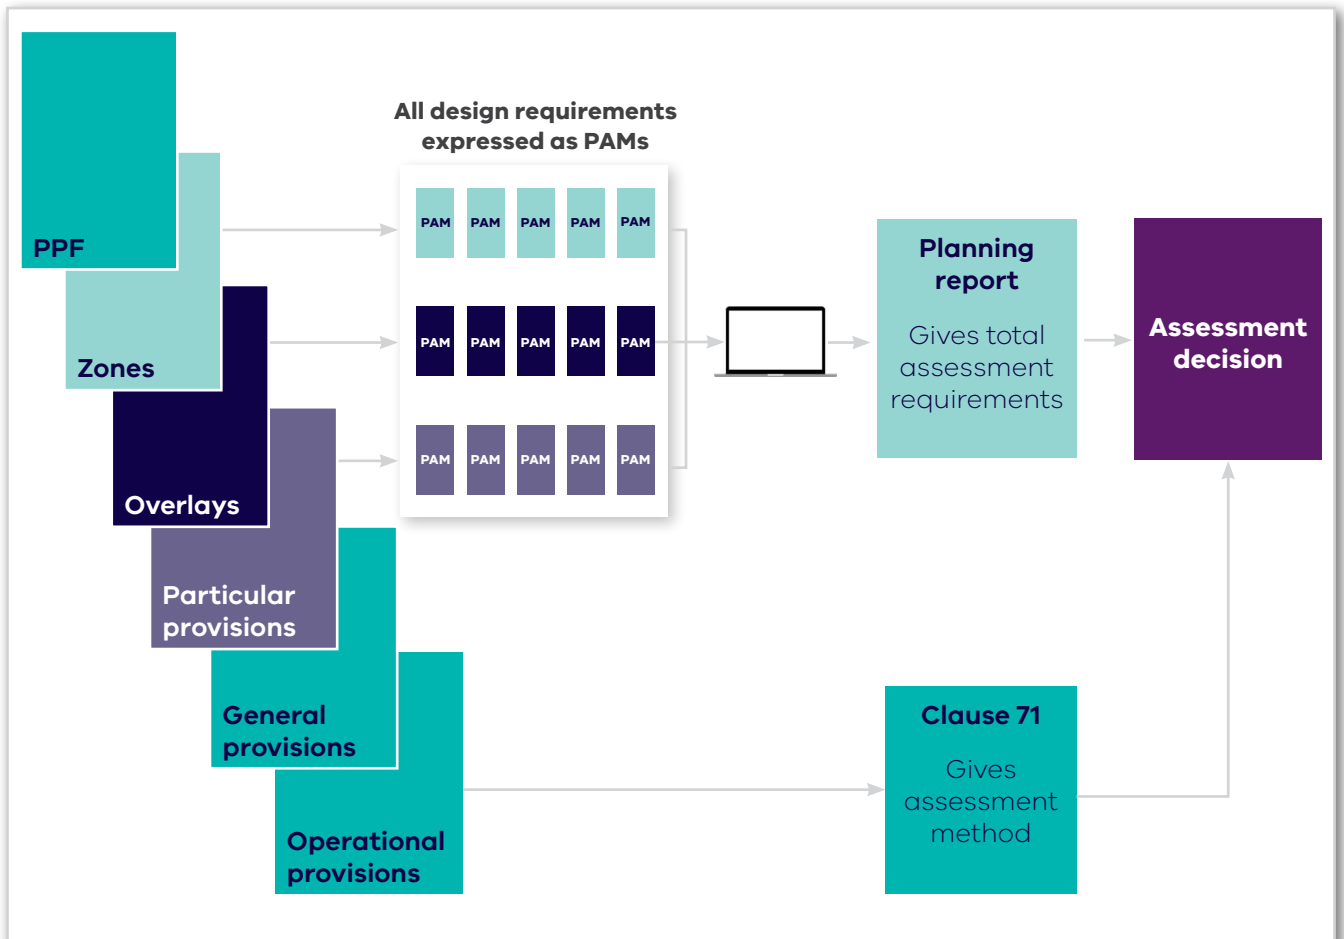 All design requirements
expressed as PAMs
PPF
Zones
Overlays
Particular
provisions
General
provisions
Operational
provisions
PAM PAM PAM PAM PAM
PAM PAM PAM PAM PAM
PAM PAM PAM PAM PAM
Planning
report
Gives total
assessment
requirements
Assessment
decision
Clause 71
Gives
assessment
method